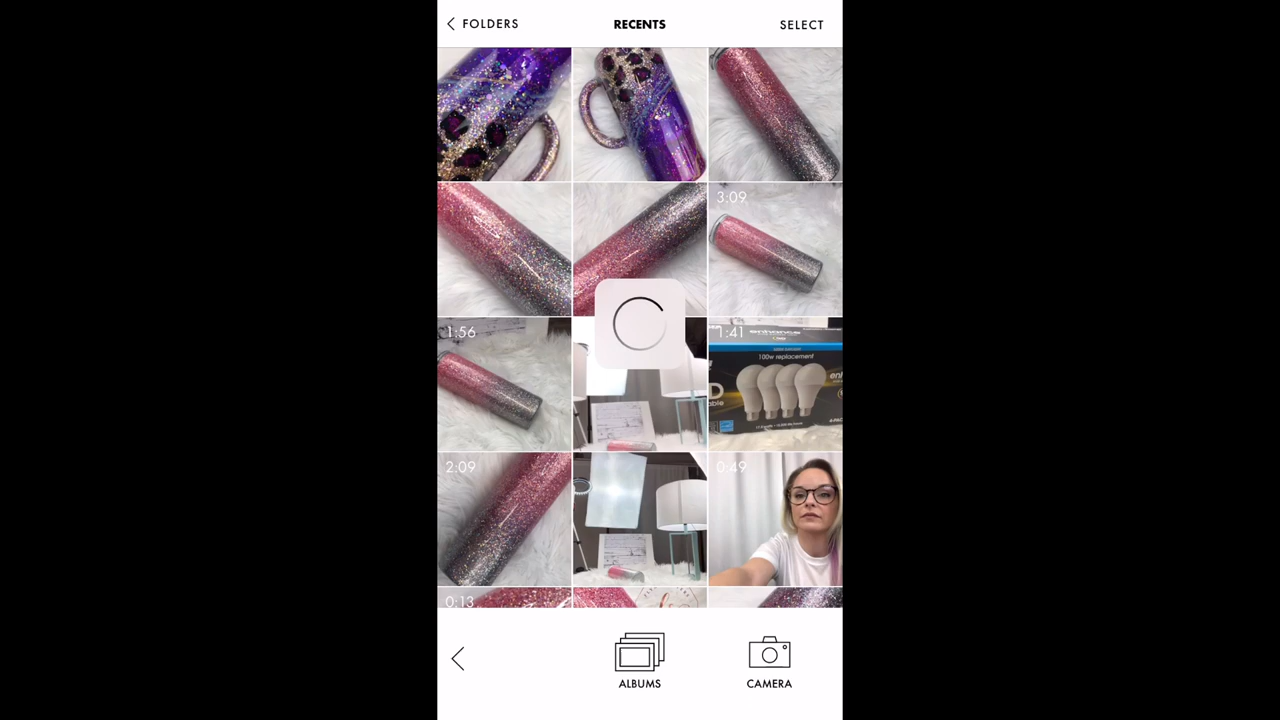 FOLDERS
RECENTS
SELECT
3:09
1:56
1:41
enhance
100w replacement
2:09
0:49
0:13
ALBUMS
CAMERA